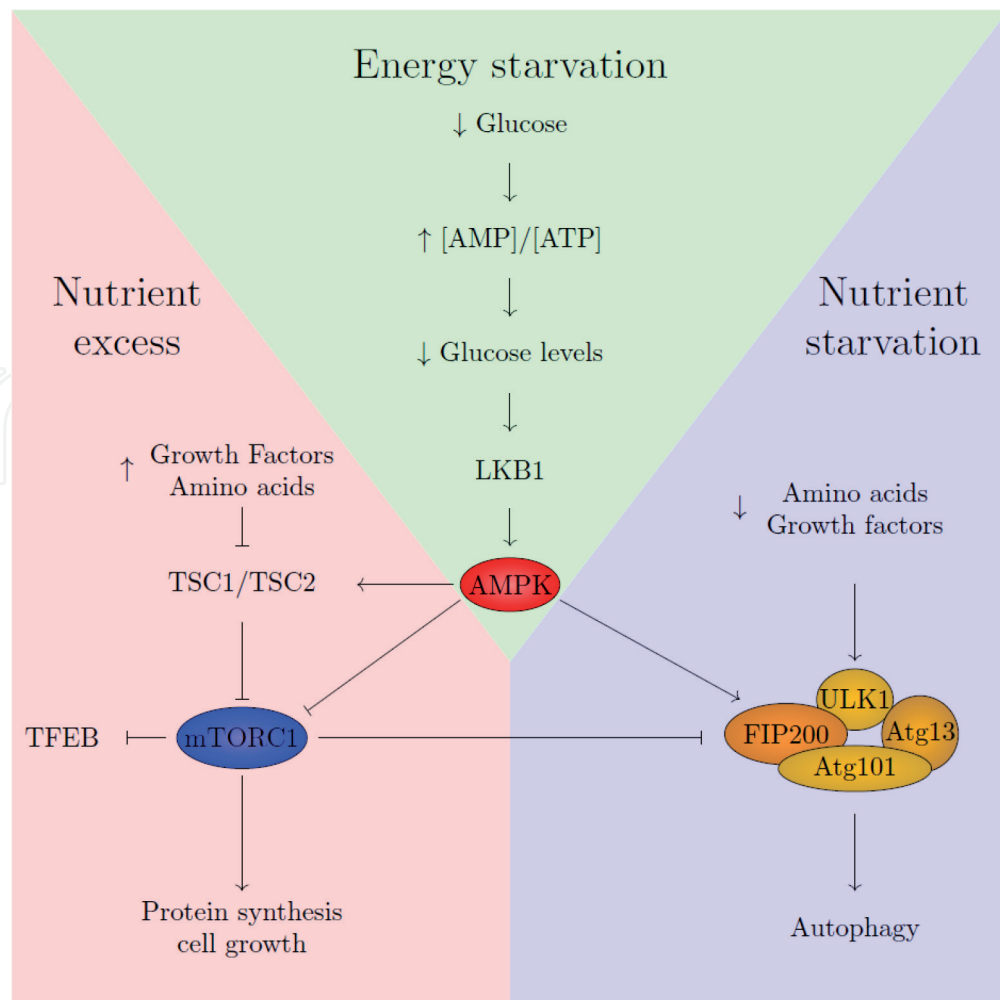 Energy starvation
↓ Glucose
↑ [AMP]/[ATP]
↓ Glucose levels
LKB1
AMPK
Nutrient
excess
↑ Growth Factors
Amino acids
TSC1/TSC2
TFEB
mTORC1
Protein synthesis
cell growth
Nutrient
starvation
↓ Amino acids
Growth factors
ULK1
FIP200
Atg13
Atg101
Autophagy